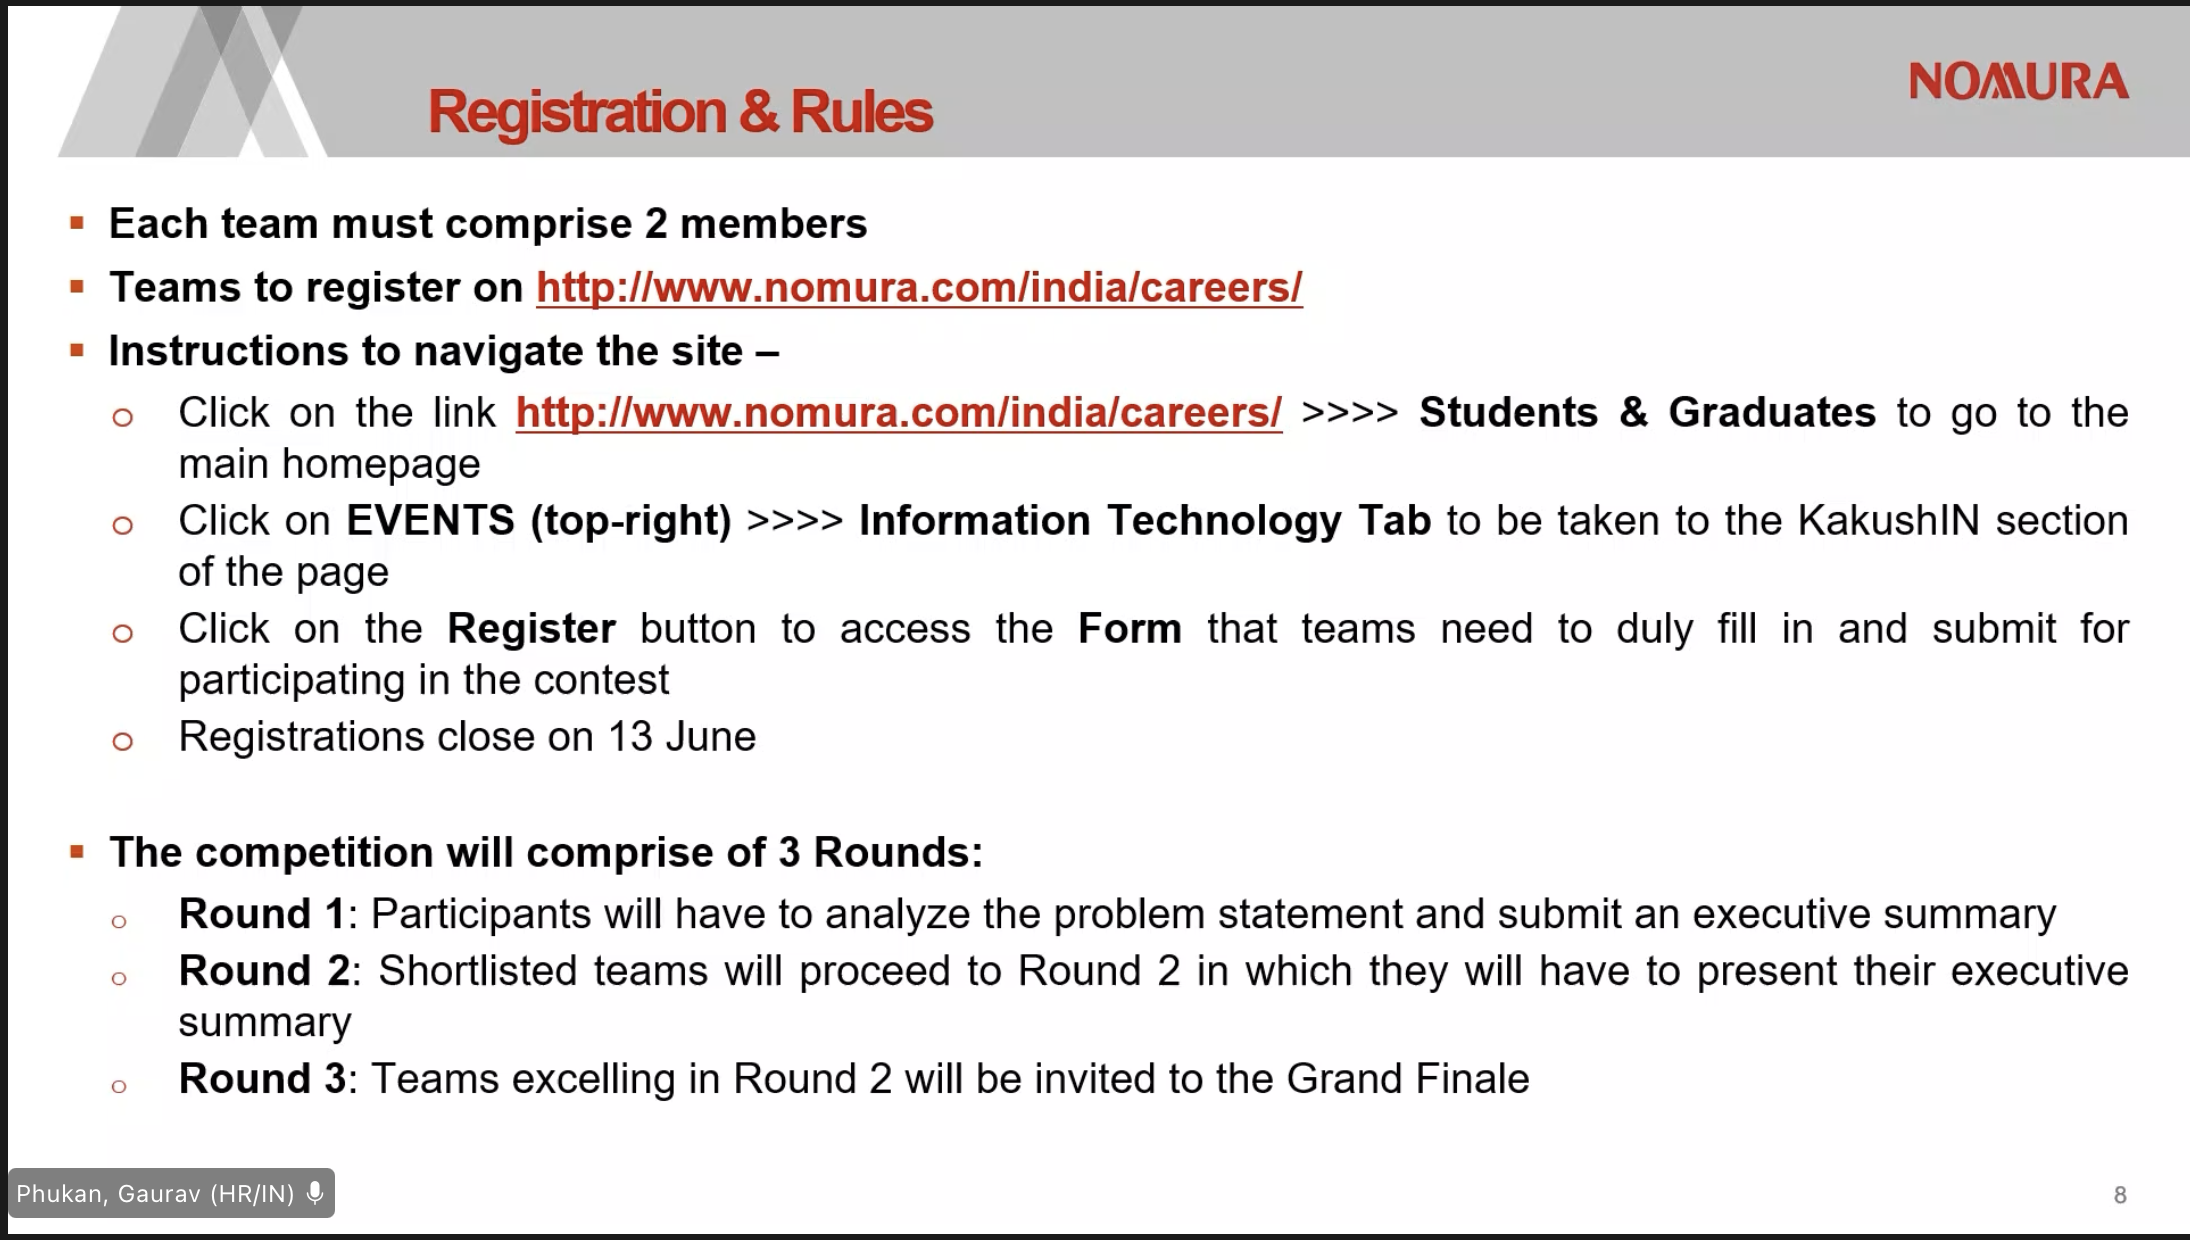 NOMURA
Registration & Rules
▪ Each team must comprise 2 members
▪ Teams to register on http://www.nomura.com/india/careers/
▪ Instructions to navigate the site –
o Click on the link http://www.nomura.com/india/careers/ >>>> Students & Graduates to go to the
main homepage
o Click on EVENTS (top-right) >>>> Information Technology Tab to be taken to the KakushIN section
of the page
o Click on the Register button to access the Form that teams need to duly fill in and submit for
participating in the contest
o Registrations close on 13 June
▪ The competition will comprise of 3 Rounds:
o Round 1: Participants will have to analyze the problem statement and submit an executive summary
o Round 2: Shortlisted teams will proceed to Round 2 in which they will have to present their executive
summary
o Round 3: Teams excelling in Round 2 will be invited to the Grand Finale
Phukan, Gaurav (HR/IN)
8